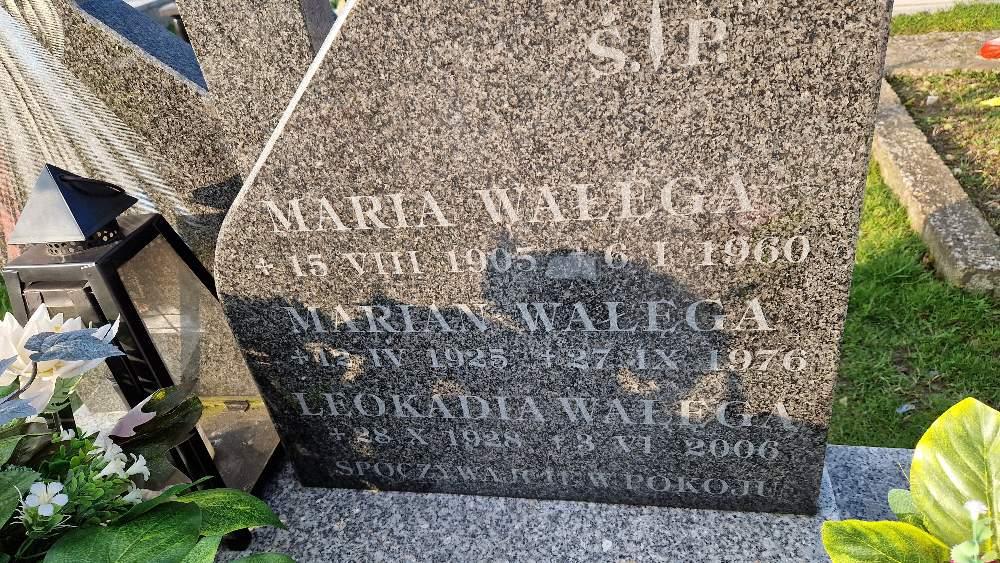 Ś. P.
MARIA WAŁĘGA
* 15 VIII 1905 + 6 I 1960
MARIAN WAŁĘGA
* 12 IV 1925 + 27 IX 1976
LEOKADIA WAŁĘGA
* 28 X 1928 + 3 VI 2006
SPOCZYWAJCIE W POKOJU